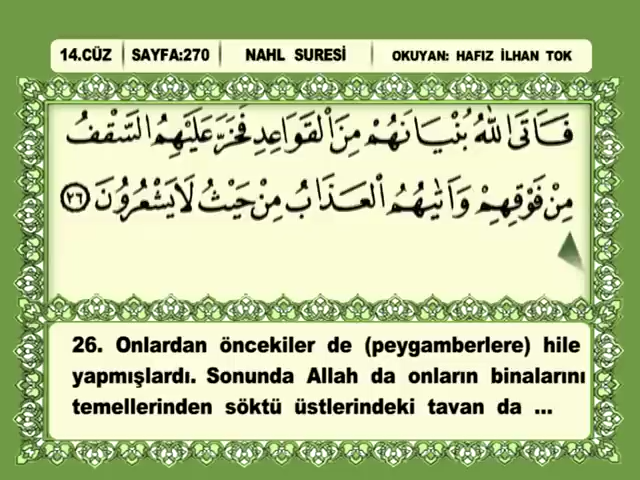 14.CÜZ SAYFA:270 NAHL SURESİ OKUYAN: HAFIZ İLHAN TOK
فَاَتَى اللّٰهُ بُنْيَانَهُمْ مِنَ الْقَوَاعِدِ فَخَرَّ عَلَيْهِمُ السَّقْفُ
مِنْ فَوْقِهِمْ وَاَتٰيهُمُ الْعَذَابُ مِنْ حَيْثُ لَا يَشْعُرُونَ ﴿٢٦﴾
26. Onlardan öncekiler de (peygamberlere) hile
yapmışlardı. Sonunda Allah da onların binalarını
temellerinden söktü üstlerindeki tavan da ...